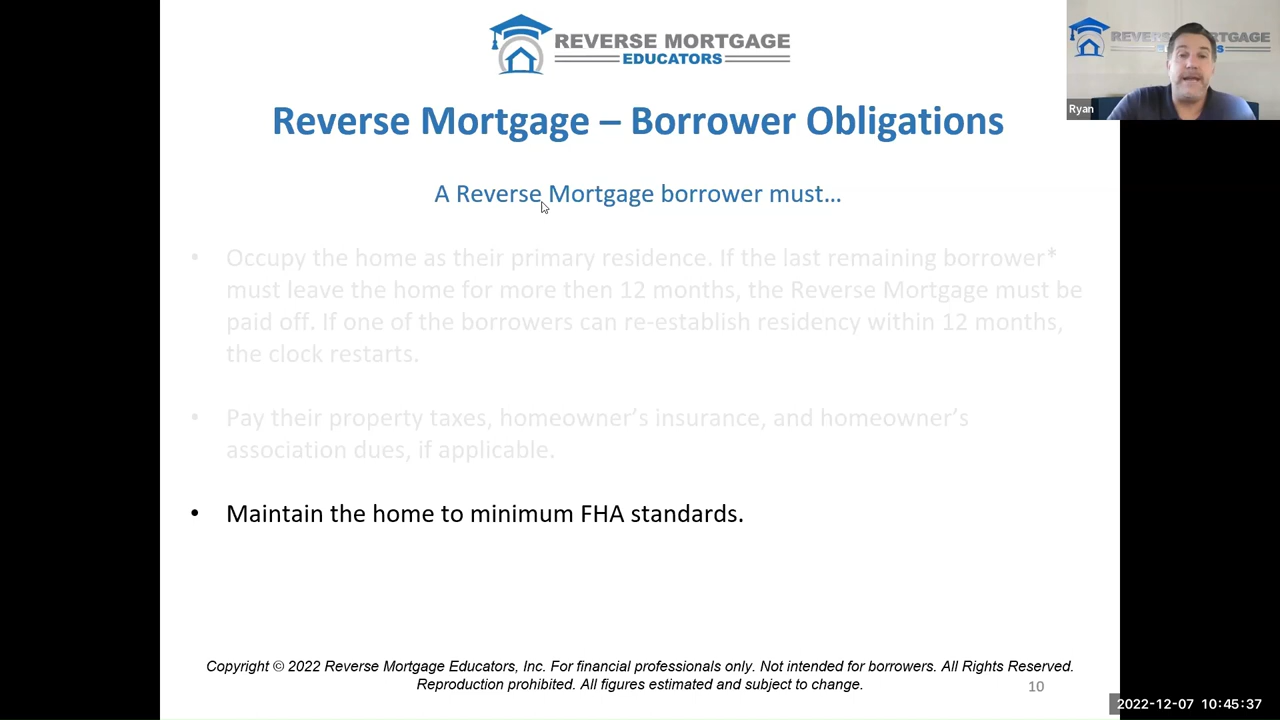 REVERSE MORTGAGE
EDUCATORS
REVERSE MORTGAGE
EDUCATORS
Ryan
Reverse Mortgage – Borrower Obligations
A Reverse Mortgage borrower must…
• Occupy the home as their primary residence. If the last remaining borrower*
must leave the home for more then 12 months, the Reverse Mortgage must be
paid off. If one of the borrowers can re-establish residency within 12 months,
the clock restarts.
• Pay their property taxes, homeowner’s insurance, and homeowner’s
association dues, if applicable.
• Maintain the home to minimum FHA standards.
Copyright © 2022 Reverse Mortgage Educators, Inc. For financial professionals only. Not intended for borrowers. All Rights Reserved.
Reproduction prohibited. All figures estimated and subject to change.
10
2022-12-07 10:45:37